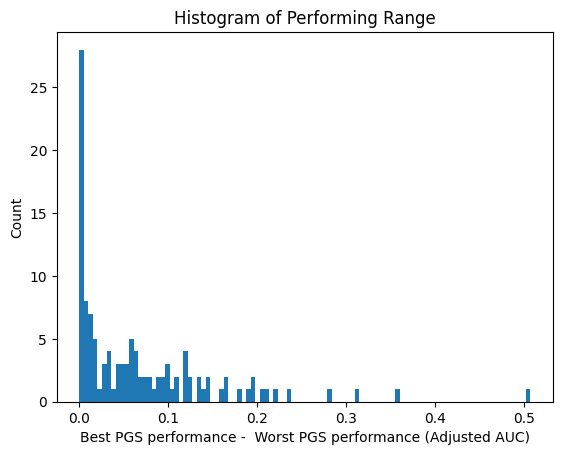 Histogram of Performing Range
25
20
15
10
5
0
Count
0.0 0.1 0.2 0.3 0.4 0.5
Best PGS performance -  Worst PGS performance (Adjusted AUC)